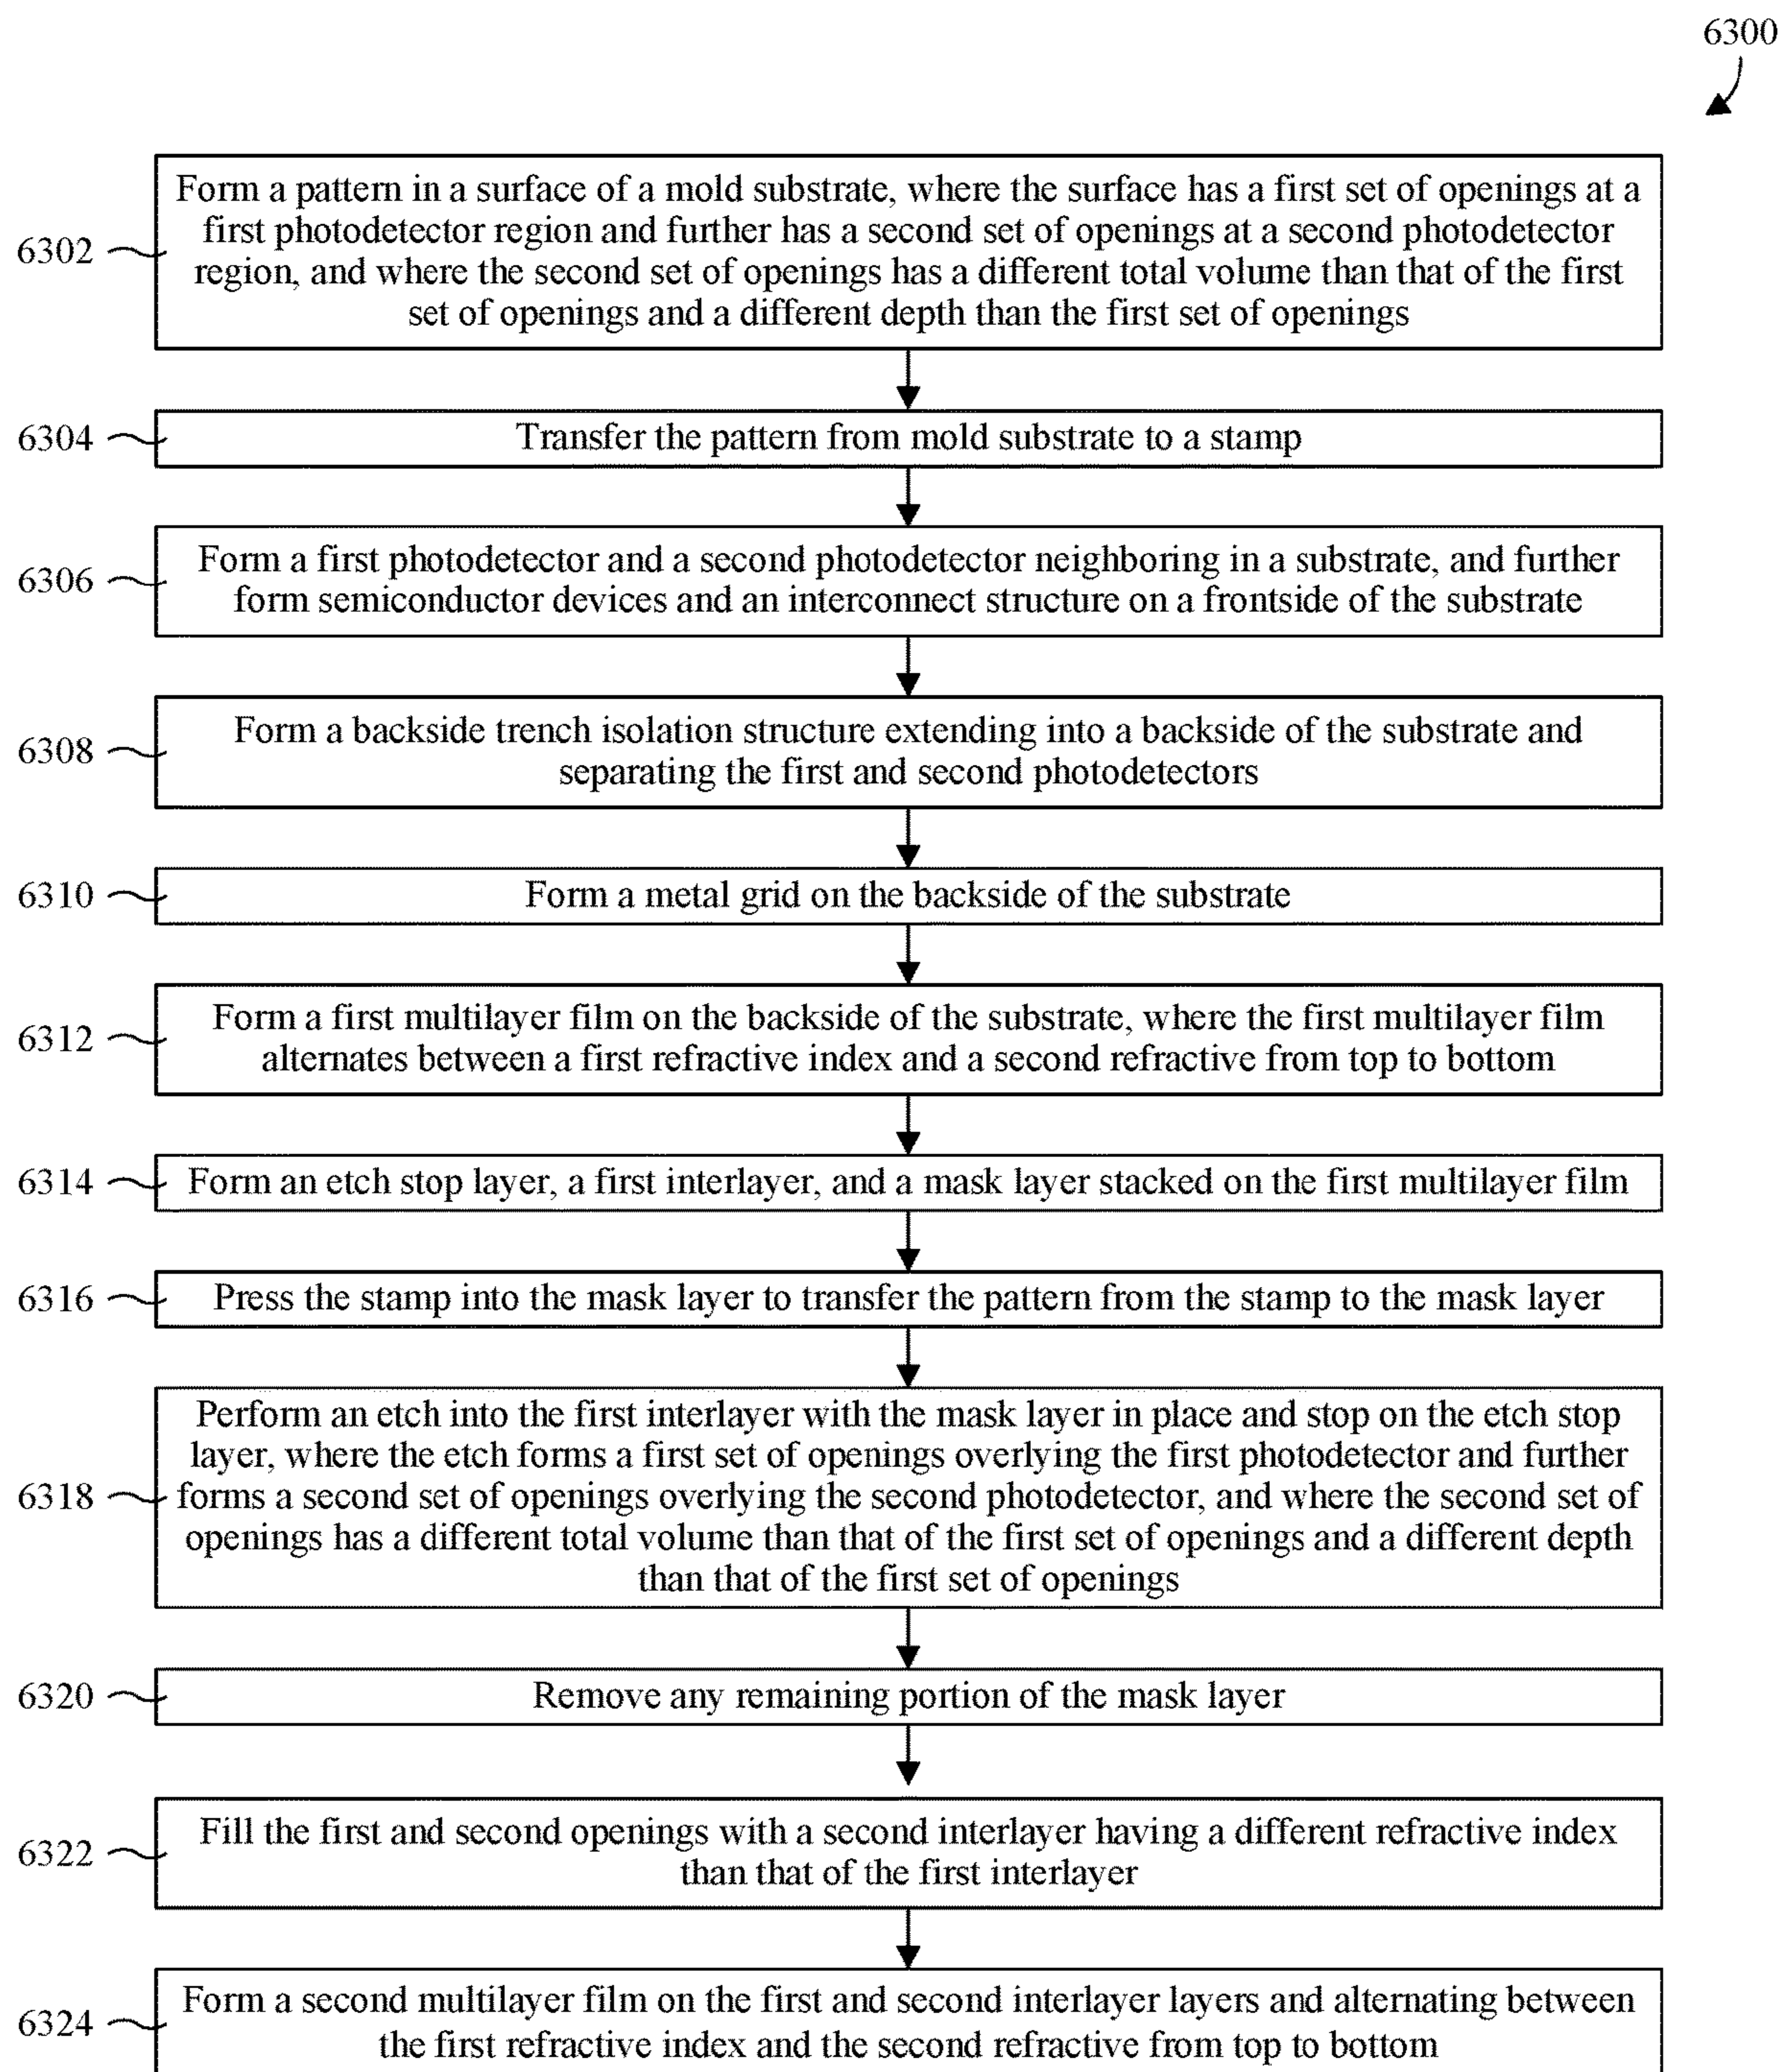 6300
6302
Form a pattern in a surface of a mold substrate, where the surface has a first set of openings at a
first photodetector region and further has a second set of openings at a second photodetector
region, and where the second set of openings has a different total volume than that of the first
set of openings and a different depth than the first set of openings
6304
Transfer the pattern from mold substrate to a stamp
6306
Form a first photodetector and a second photodetector neighboring in a substrate, and further
form semiconductor devices and an interconnect structure on a frontside of the substrate
6308
Form a backside trench isolation structure extending into a backside of the substrate and
separating the first and second photodetectors
6310
Form a metal grid on the backside of the substrate
6312
Form a first multilayer film on the backside of the substrate, where the first multilayer film
alternates between a first refractive index and a second refractive from top to bottom
6314
Form an etch stop layer, a first interlayer, and a mask layer stacked on the first multilayer film
6316
Press the stamp into the mask layer to transfer the pattern from the stamp to the mask layer
6318
Perform an etch into the first interlayer with the mask layer in place and stop on the etch stop
layer, where the etch forms a first set of openings overlying the first photodetector and further
forms a second set of openings overlying the second photodetector, and where the second set of
openings has a different total volume than that of the first set of openings and a different depth
than that of the first set of openings
6320
Remove any remaining portion of the mask layer
6322
Fill the first and second openings with a second interlayer having a different refractive index
than that of the first interlayer
6324
Form a second multilayer film on the first and second interlayer layers and alternating between
the first refractive index and the second refractive from top to bottom